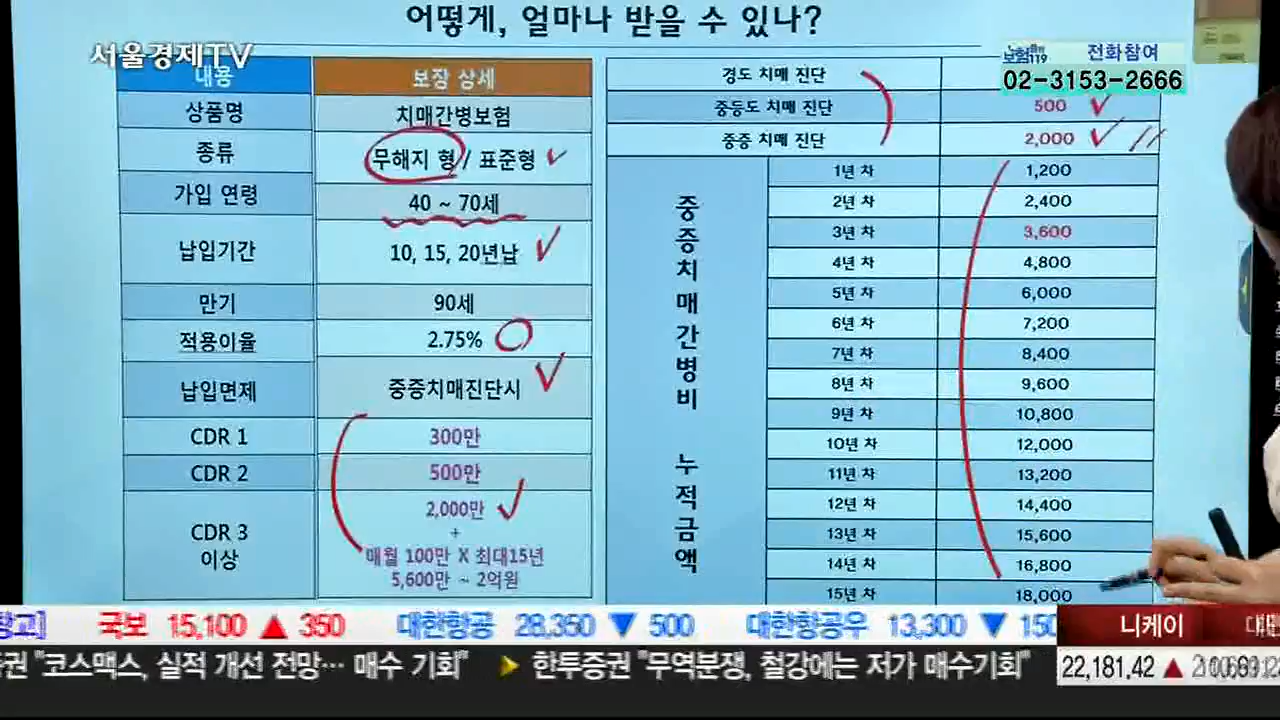 어떻게, 얼마나 받을 수 있나?
서울경제TV
보험 119 전화참여
02-3153-2666
내용 보장 상세
상품명 치매간병보험
종류 무해지 형 / 표준형
가입 연령 40 ~ 70세
납입기간 10, 15, 20년납
만기 90세
적용이율 2.75%
납입면제 중증치매진단시
CDR 1 300만
CDR 2 500만
CDR 3
이상
2,000만
+
매월 100만 X 최대15년
5,600만 ~ 2억원
경도 치매 진단
중등도 치매 진단 500
중증 치매 진단 2,000
중증치매간병비 누적금액
1년 차 1,200
2년 차 2,400
3년 차 3,600
4년 차 4,800
5년 차 6,000
6년 차 7,200
7년 차 8,400
8년 차 9,600
9년 차 10,800
10년 차 12,000
11년 차 13,200
12년 차 14,400
13년 차 15,600
14년 차 16,800
15년 차 18,000
국보 15,100 ▲ 350 대한항공 28,350 ▼ 500 대한항공우 13,300 ▼ 150
니케이
증권 "코스맥스, 실적 개선 전망… 매수 기회" 한투증권 "무역분쟁, 철강에는 저가 매수기회"
22,181.42 ▲